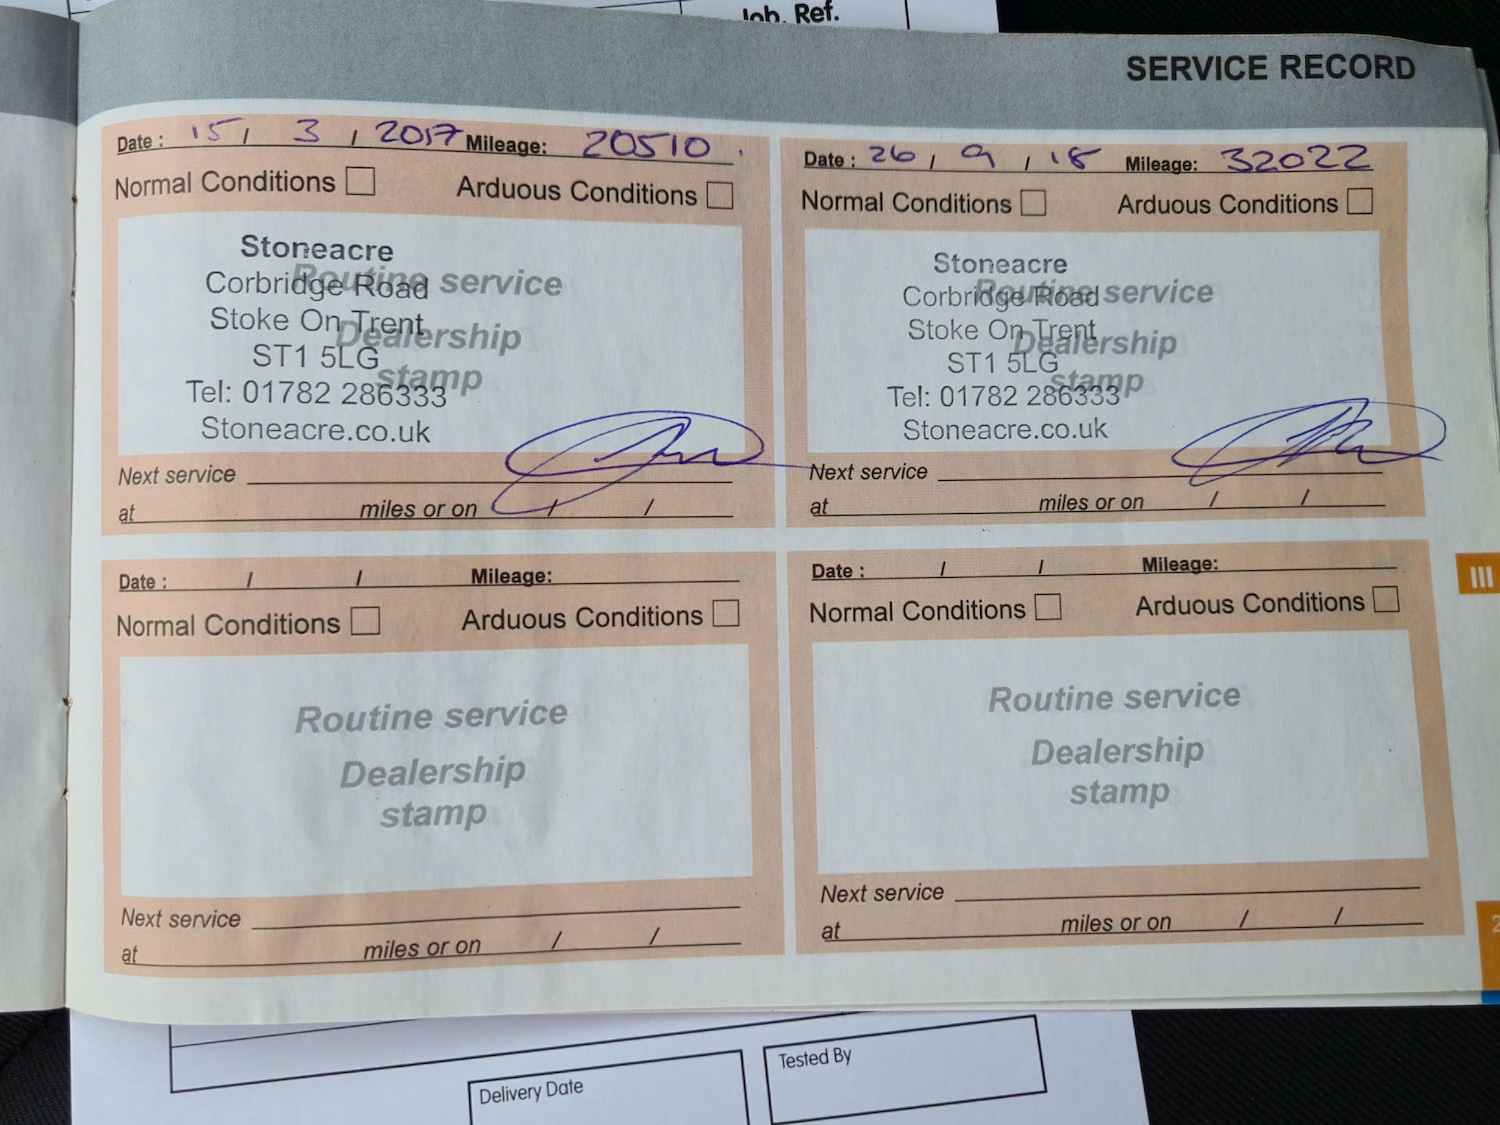 Job. Ref.
SERVICE RECORD
Date : 15 / 3 / 2017 Mileage: 20510
Normal Conditions Arduous Conditions
Stoneacre
Corbridge Road
Stoke On Trent
ST1 5LG
Tel: 01782 286333
Stoneacre.co.uk
Routine service
Dealership
stamp
Next service
at miles or on / /
Date : 26 / 9 / 18 Mileage: 32022
Normal Conditions Arduous Conditions
Stoneacre
Corbridge Road
Stoke On Trent
ST1 5LG
Tel: 01782 286333
Stoneacre.co.uk
Routine service
Dealership
stamp
Next service
at miles or on / /
Date : / / Mileage:
Normal Conditions Arduous Conditions
Routine service
Dealership
stamp
Next service
at miles or on / /
Date : / / Mileage:
Normal Conditions Arduous Conditions
Routine service
Dealership
stamp
Next service
at miles or on / /
III
2
Delivery Date
Tested By